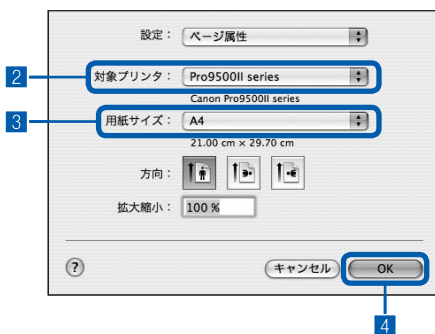 設定： ページ属性
2 対象プリンタ： Pro9500II series
Canon Pro9500II series
3 用紙サイズ： A4
21.00 cm × 29.70 cm
方向：
拡大縮小： 100 %
? キャンセル OK
4